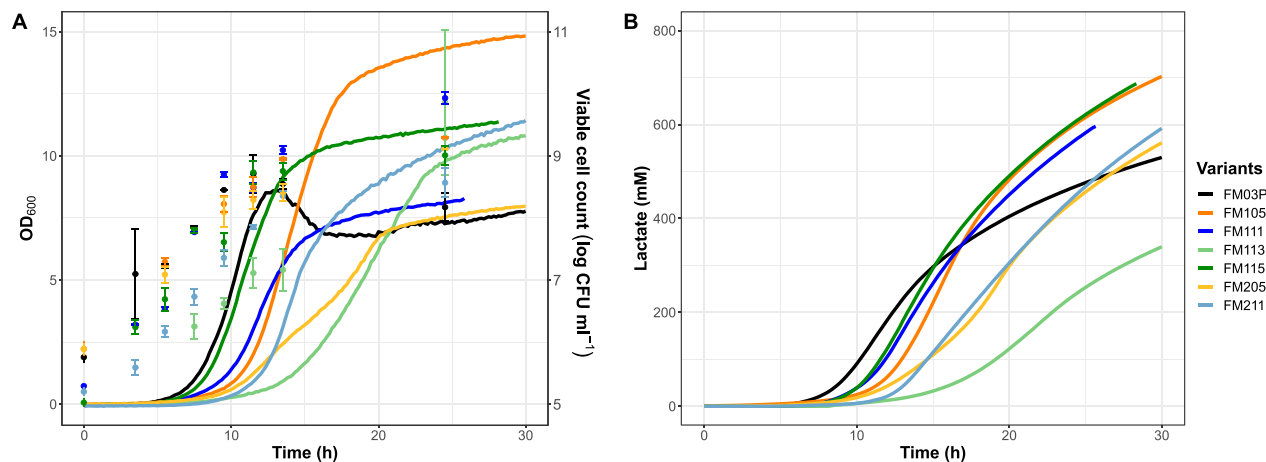 A
15
10
5
0
OD600
11
9
7
5
Viable cell count (log CFU ml−1)
0
10
20
30
Time (h)
B
800
600
400
200
0
Lactate (mM)
0
10
20
30
Time (h)
Variants
FM03P
FM105
FM111
FM113
FM115
FM205
FM211